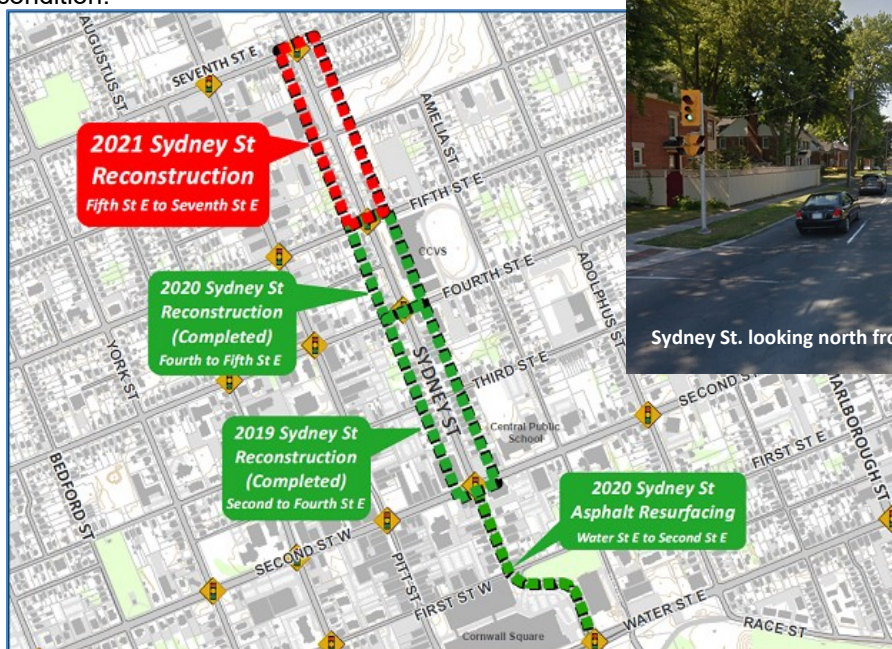 condition.
AUGUSTUS ST
SEVENTH ST E
2021 Sydney St
Reconstruction
Fifth St E to Seventh St E
AMELIA ST
FIFTH ST E
CCVS
FOURTH ST E
ADOLPHUS ST
2020 Sydney St
Reconstruction
(Completed)
Fourth to Fifth St E
YORK ST
SYDNEY ST
THIRD ST E
Sydney St. looking north
SECOND ST
MARLBOROUGH ST
2019 Sydney St
Reconstruction
(Completed)
Second to Fourth St E
Central Public
School
FIRST ST E
BEDFORD ST
2020 Sydney St
Asphalt Resurfacing
Water St E to Second St E
SECOND ST W
PITT ST
FIRST ST W
WATER ST E
RACE ST
Cornwall Square